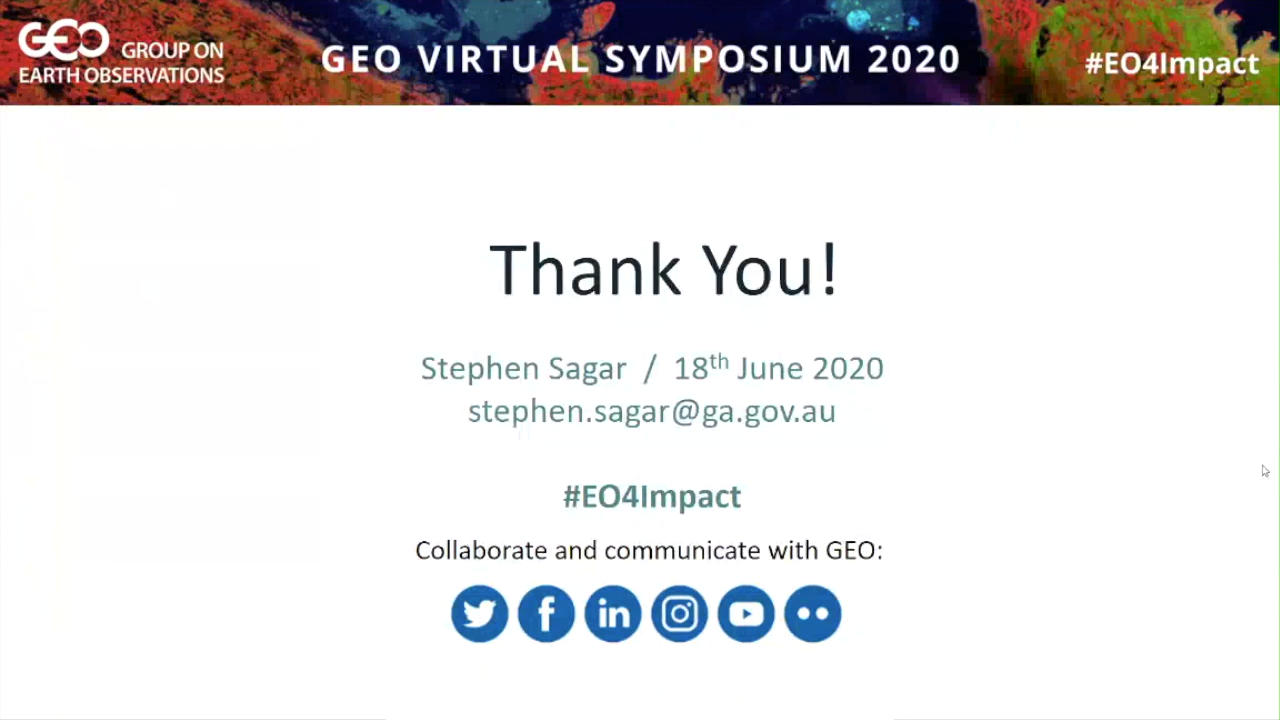 GEO GROUP ON
EARTH OBSERVATIONS
GEO VIRTUAL SYMPOSIUM 2020
#EO4Impact
Thank You!
Stephen Sagar / 18th June 2020
stephen.sagar@ga.gov.au
#EO4Impact
Collaborate and communicate with GEO: